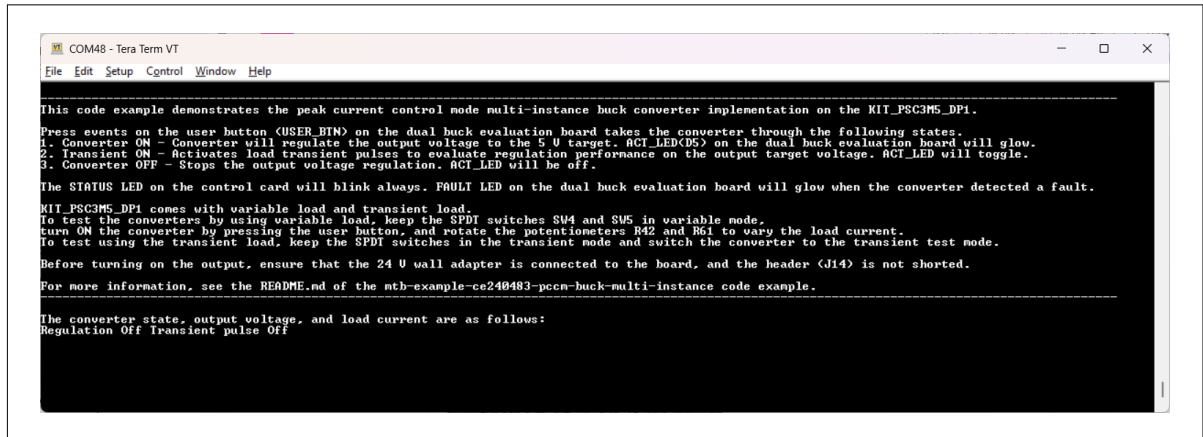 COM48 - Tera Term VT
File Edit Setup Control Window Help
This code example demonstrates the peak current control mode multi-instance buck converter implementation on the KIT_PSC3M5_DP1.
Press events on the user button (USER_BTN) on the dual buck evaluation board takes the converter through the following states.
1. Converter ON - Converter will regulate the output voltage to the 5 V target. ACT_LED(D5) on the dual buck evaluation board will glow.
2. Transient ON - Activates load transient pulses to evaluate regulation performance on the output target voltage. ACT_LED will toggle.
3. Converter OFF - Stops the output voltage regulation. ACT_LED will be off.
The STATUS LED on the control card will blink always. FAULT LED on the dual buck evaluation board will glow when the converter detected a fault.
KIT_PSC3M5_DP1 comes with variable load and transient load.
To test the converters by using variable load, keep the SPDT switches SW4 and SW5 in variable mode,
turn ON the converter by pressing the user button, and rotate the potentiometers R42 and R61 to vary the load current.
To test using the transient load, keep the SPDT switches in the transient mode and switch the converter to the transient test mode.
Before turning on the output, ensure that the 24 V wall adapter is connected to the board, and the header (J14) is not shorted.
For more information, see the README.md of the mtb-example-ce240483-pccm-buck-multi-instance code example.
The converter state, output voltage, and load current are as follows:
Regulation Off Transient pulse Off